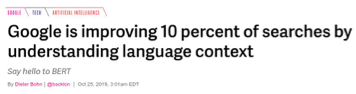 GOOGLE \ TECH \ ARTIFICIAL INTELLIGENCE \
Google is improving 10 percent of searches by
understanding language context
Say hello to BERT
By Dieter Bohn | @backlon | Oct 25, 2019, 3:01am EDT